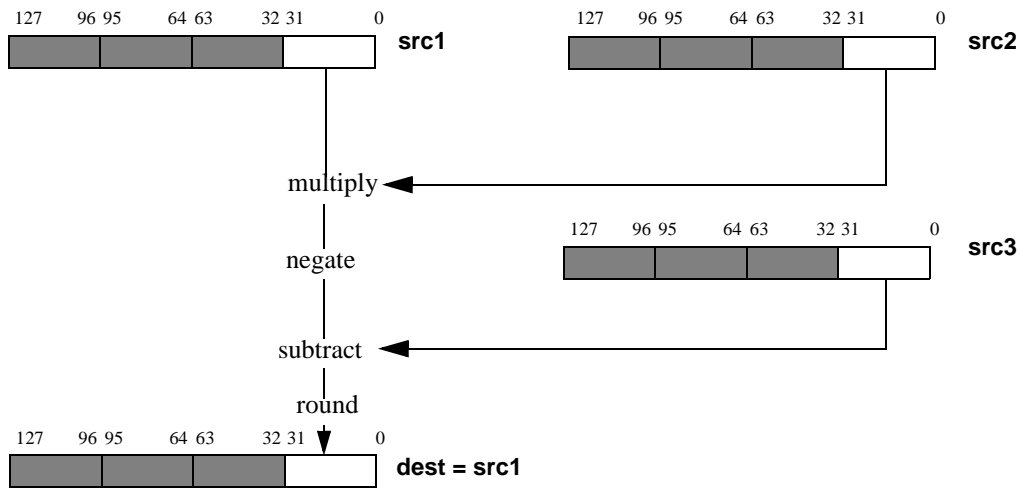 127 96 95 64 63 32 31 0 src1
127 96 95 64 63 32 31 0 src2
multiply
127 96 95 64 63 32 31 0 src3
negate
subtract
round
127 96 95 64 63 32 31 0
dest = src1